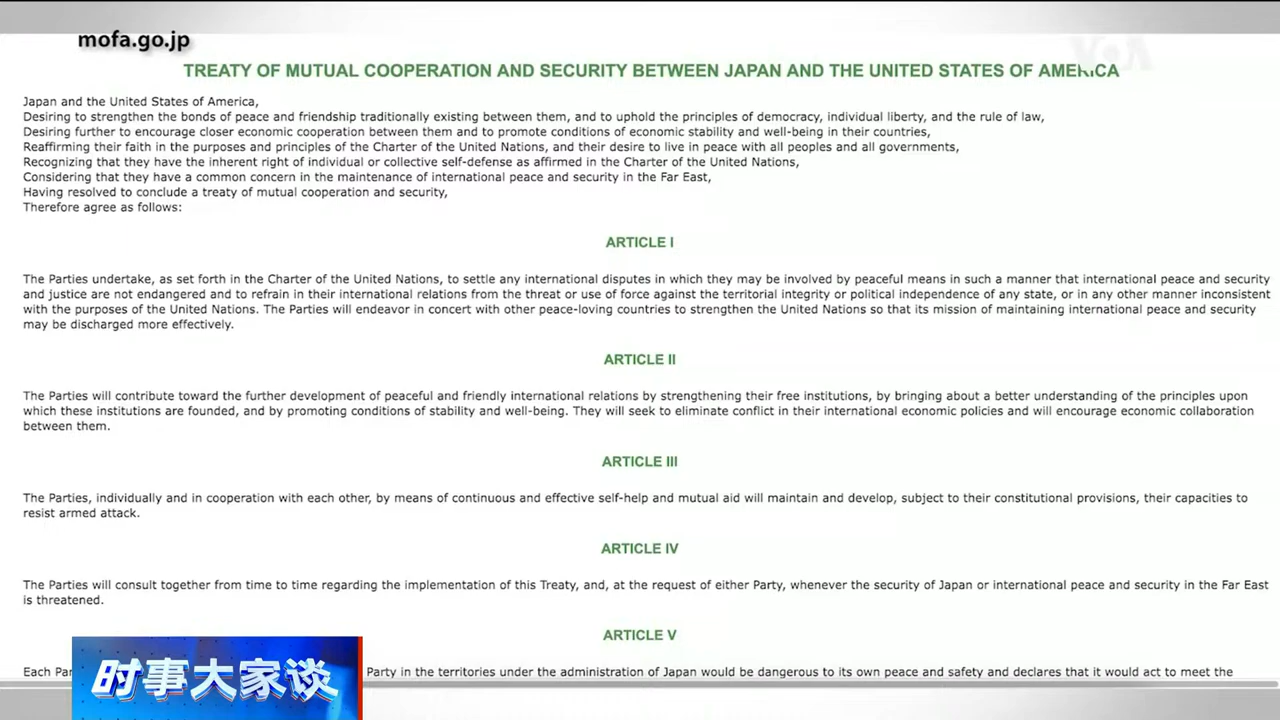 mofa.go.jp
VOA
TREATY OF MUTUAL COOPERATION AND SECURITY BETWEEN JAPAN AND THE UNITED STATES OF AMERICA
Japan and the United States of America,
Desiring to strengthen the bonds of peace and friendship traditionally existing between them, and to uphold the principles of democracy, individual liberty, and the rule of law,
Desiring further to encourage closer economic cooperation between them and to promote conditions of economic stability and well-being in their countries,
Reaffirming their faith in the purposes and principles of the Charter of the United Nations, and their desire to live in peace with all peoples and all governments,
Recognizing that they have the inherent right of individual or collective self-defense as affirmed in the Charter of the United Nations,
Considering that they have a common concern in the maintenance of international peace and security in the Far East,
Having resolved to conclude a treaty of mutual cooperation and security,
Therefore agree as follows:
ARTICLE I
The Parties undertake, as set forth in the Charter of the United Nations, to settle any international disputes in which they may be involved by peaceful means in such a manner that international peace and security
and justice are not endangered and to refrain in their international relations from the threat or use of force against the territorial integrity or political independence of any state, or in any other manner inconsistent
with the purposes of the United Nations. The Parties will endeavor in concert with other peace-loving countries to strengthen the United Nations so that its mission of maintaining international peace and security
may be discharged more effectively.
ARTICLE II
The Parties will contribute toward the further development of peaceful and friendly international relations by strengthening their free institutions, by bringing about a better understanding of the principles upon
which these institutions are founded, and by promoting conditions of stability and well-being. They will seek to eliminate conflict in their international economic policies and will encourage economic collaboration
between them.
ARTICLE III
The Parties, individually and in cooperation with each other, by means of continuous and effective self-help and mutual aid will maintain and develop, subject to their constitutional provisions, their capacities to
resist armed attack.
ARTICLE IV
The Parties will consult together from time to time regarding the implementation of this Treaty, and, at the request of either Party, whenever the security of Japan or international peace and security in the Far East
is threatened.
ARTICLE V
Each Party in the territories under the administration of Japan would be dangerous to its own peace and safety and declares that it would act to meet the
时事大家谈